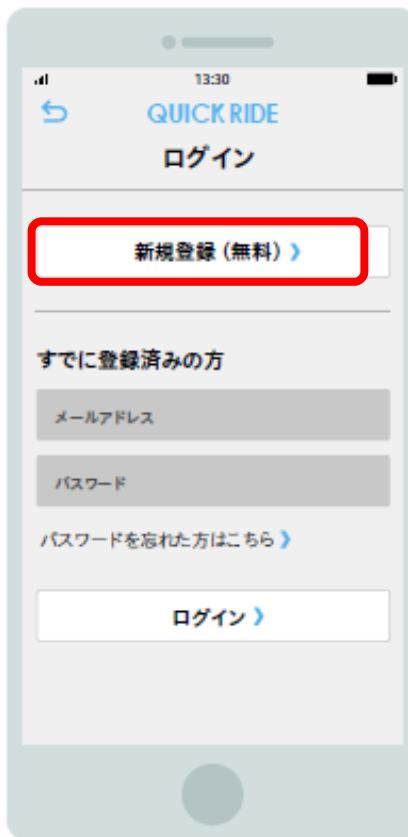 13:30
QUICK RIDE
ログイン
新規登録（無料）❯
すでに登録済みの方
メールアドレス
パスワード
パスワードを忘れた方はこちら❯
ログイン❯